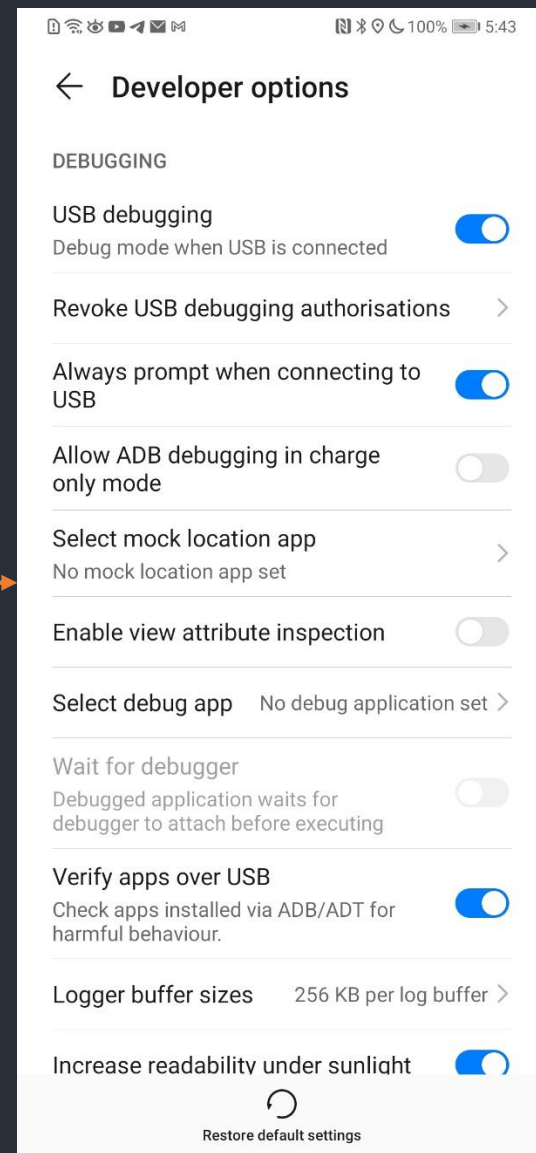 100% 5:43
Developer options
DEBUGGING
USB debugging
Debug mode when USB is connected
Revoke USB debugging authorisations
Always prompt when connecting to
USB
Allow ADB debugging in charge
only mode
Select mock location app
No mock location app set
Enable view attribute inspection
Select debug app No debug application set
Wait for debugger
Debugged application waits for
debugger to attach before executing
Verify apps over USB
Check apps installed via ADB/ADT for
harmful behaviour.
Logger buffer sizes 256 KB per log buffer
Increase readability under sunlight
Restore default settings